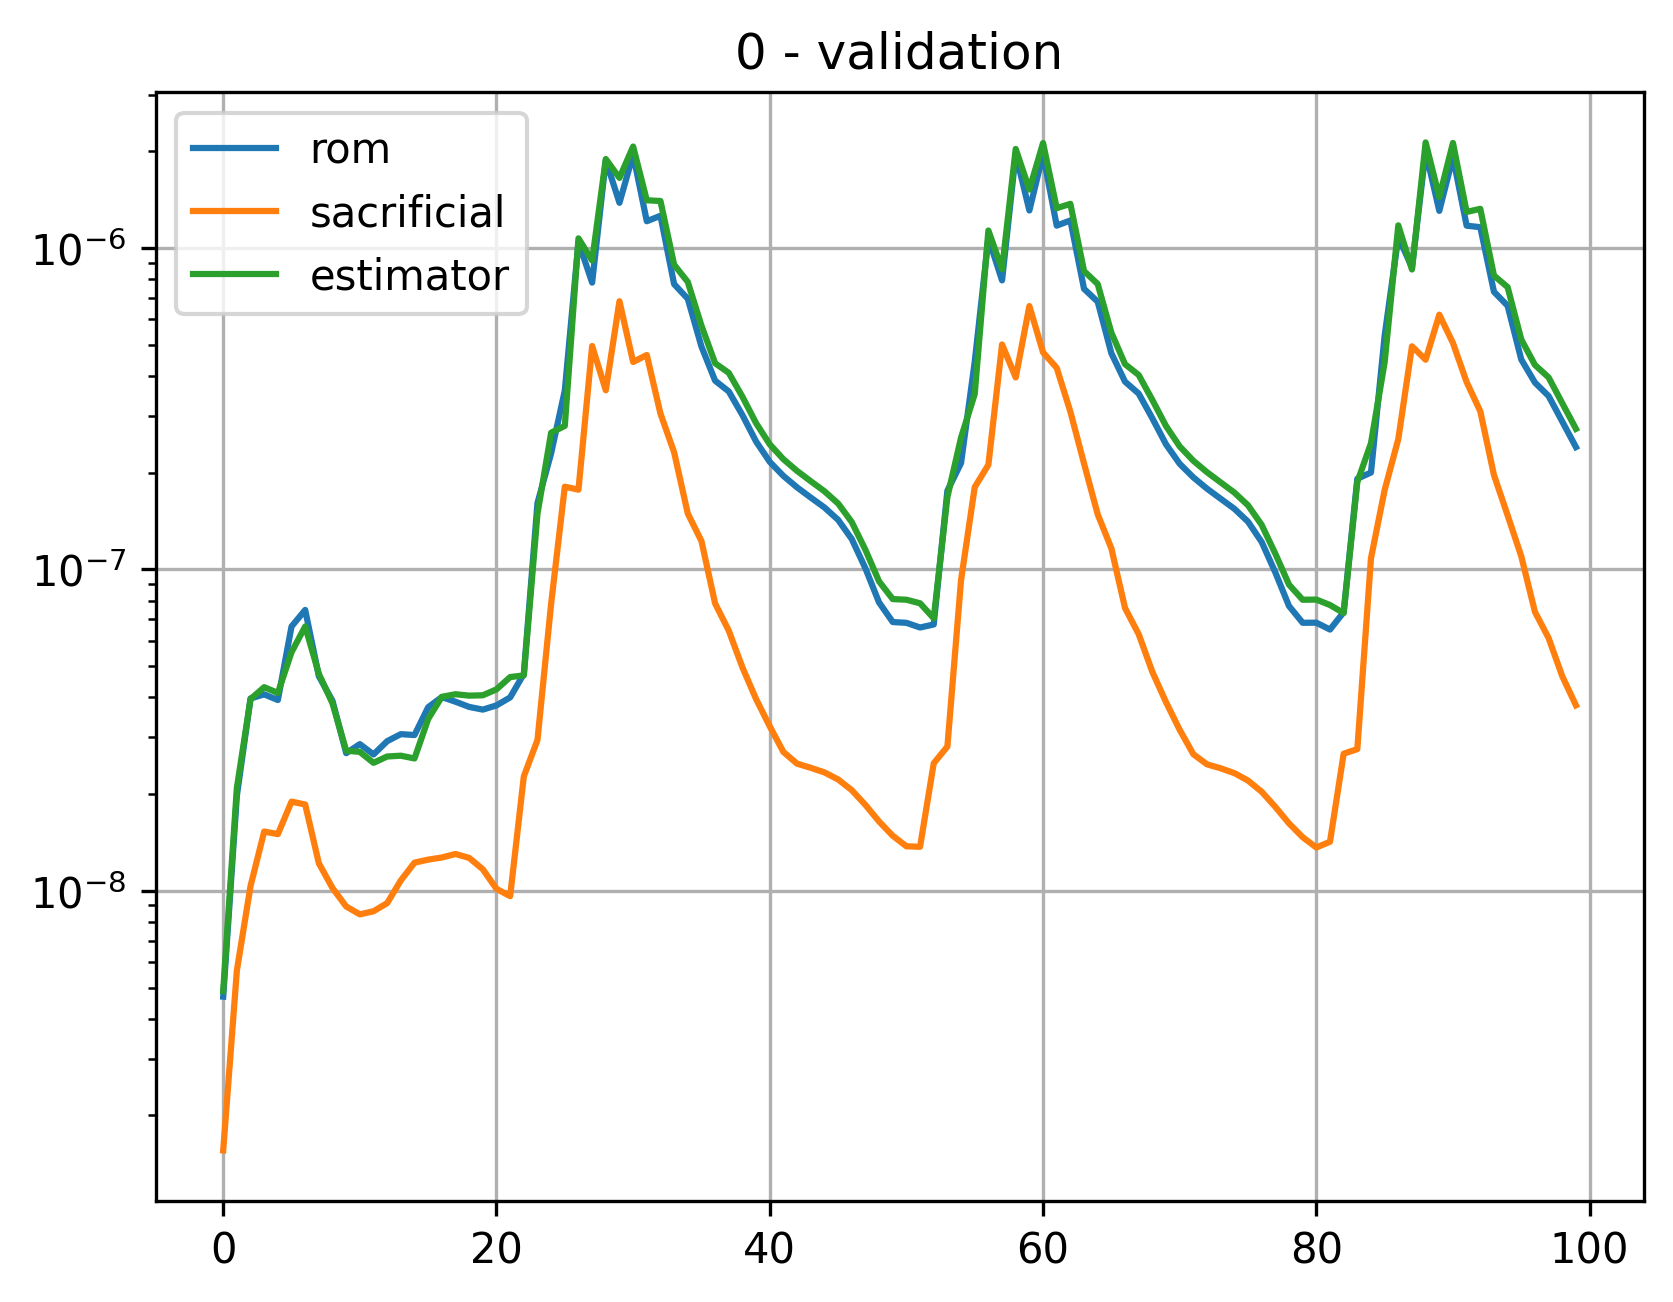 0 - validation
rom
sacrificial
estimator
10⁻⁶
10⁻⁷
10⁻⁸
0 20 40 60 80 100